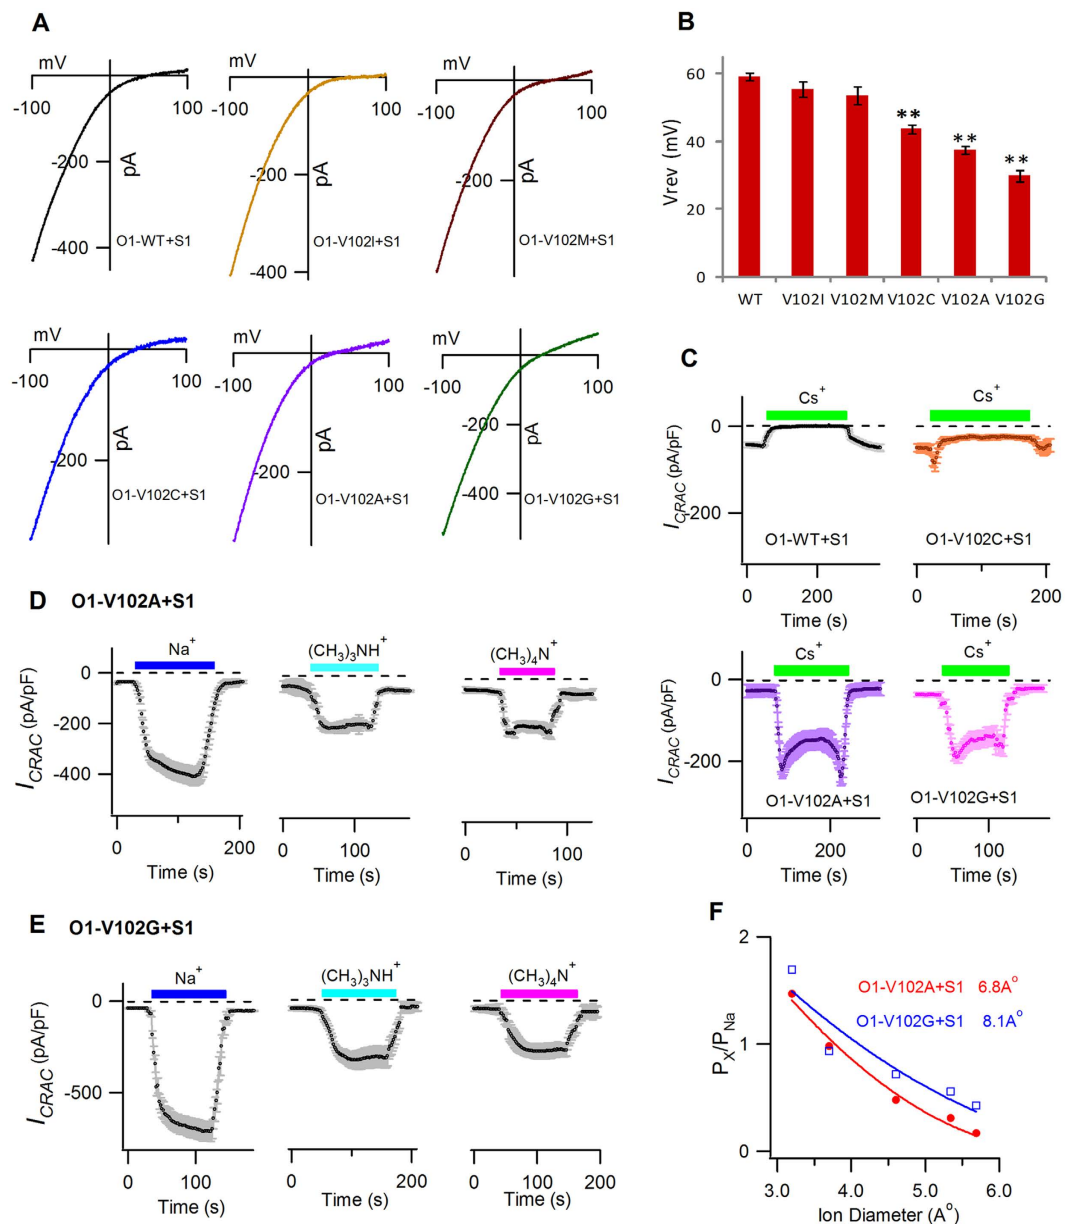 A
mV
-100
100
-200
pA
-400
O1-WT+S1
mV
-100
100
-200
pA
O1-V102I+S1
-400
mV
-100
100
-200
pA
O1-V102M+S1
mV
-100
100
pA
-200
O1-V102C+S1
mV
-100
100
pA
-200
O1-V102A+S1
mV
-100
100
-200
pA
-400
O1-V102G+S1
B
Vrev (mV)
60
40
20
0
**
**
**
WT V102I V102M V102C V102A V102G
C
Cs+
Cs+
0
-200
ICRAC (pA/pF)
O1-WT+S1
O1-V102C+S1
0 200
0 200
Time (s)
Time (s)
Cs+
Cs+
0
-200
ICRAC (pA/pF)
O1-V102A+S1
O1-V102G+S1
0 200
0 100
Time (s)
Time (s)
D O1-V102A+S1
Na+
(CH3)3NH+
(CH3)4N+
0
-200
-400
ICRAC (pA/pF)
0 200
0 100
0 100
Time (s)
Time (s)
Time (s)
E O1-V102G+S1
Na+
(CH3)3NH+
(CH3)4N+
0
-500
ICRAC (pA/pF)
0 100
0 100 200
0 100 200
Time (s)
Time (s)
Time (s)
F
2
1
0
PX/PNa
O1-V102A+S1 6.8Ao
O1-V102G+S1 8.1Ao
3.0 4.0 5.0 6.0
Ion Diameter (Ao)